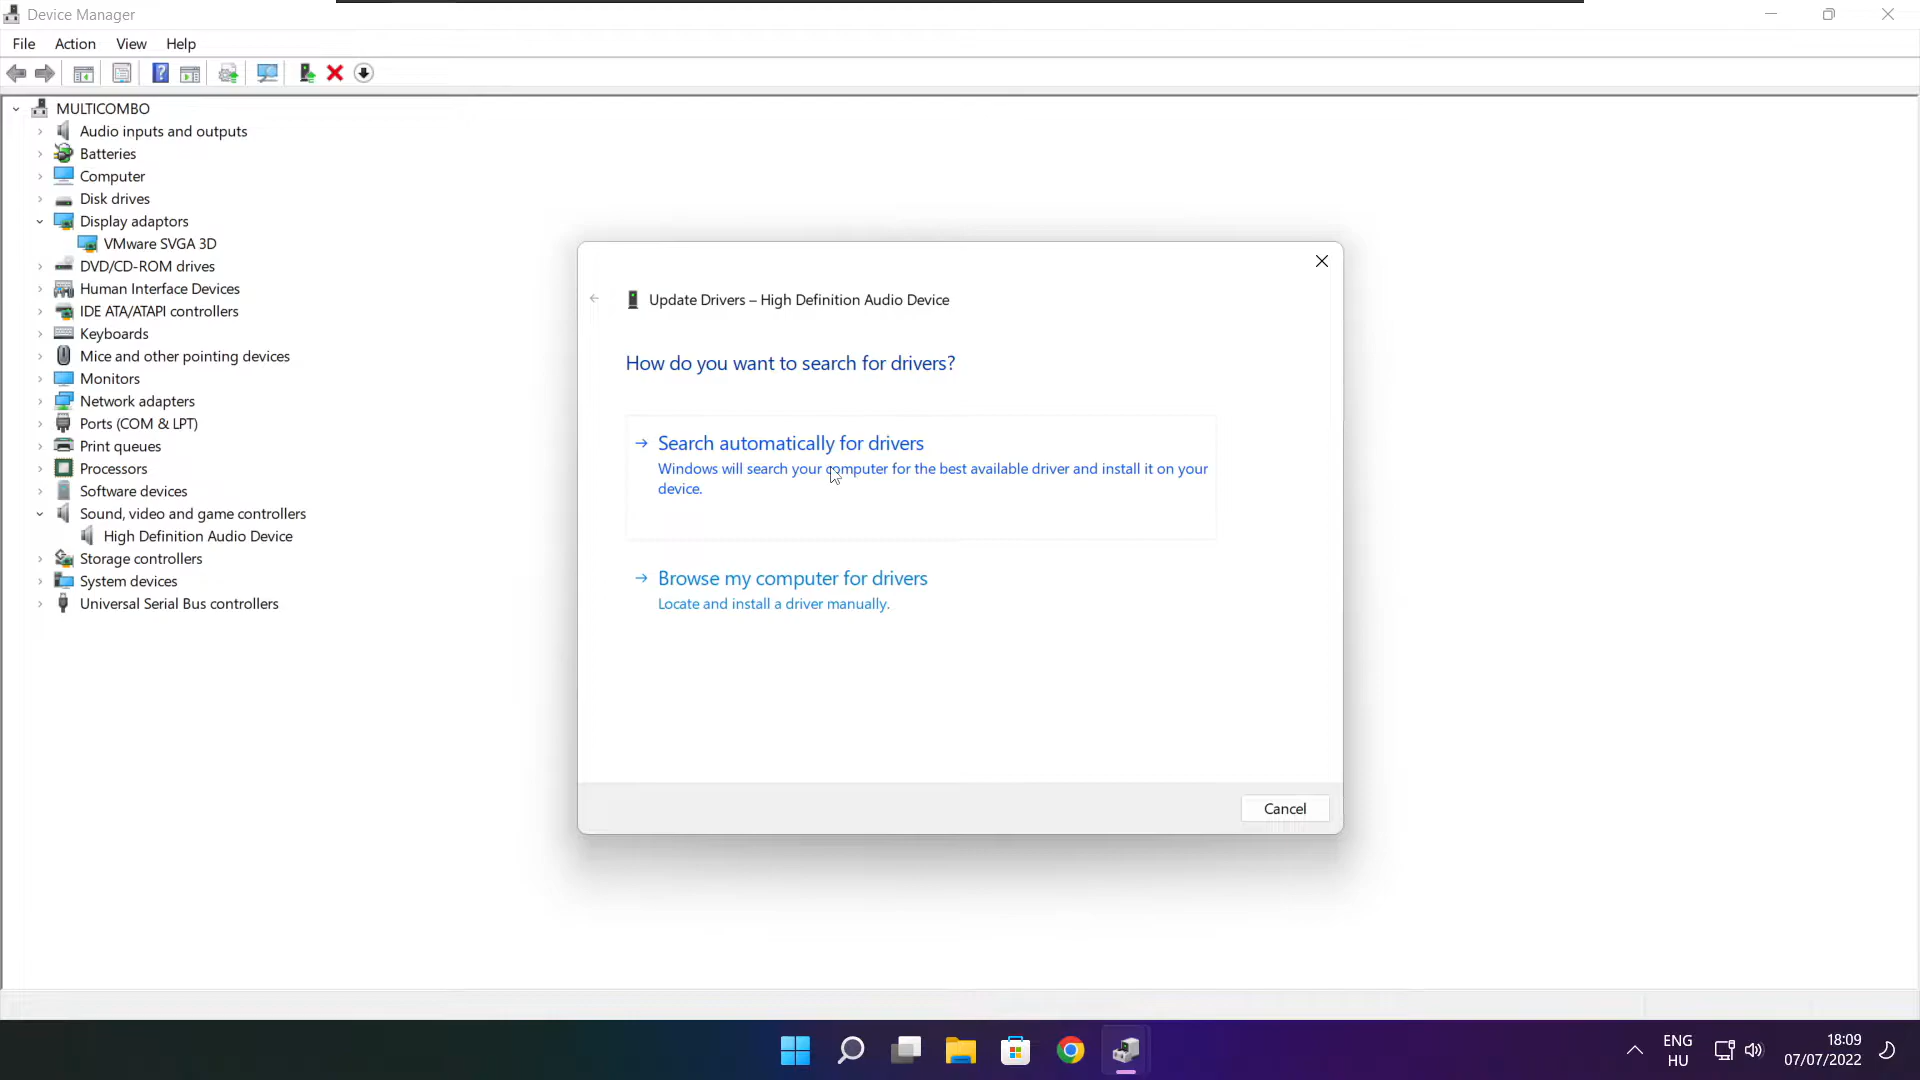 Device Manager
File Action View Help
MULTICOMBO
Audio inputs and outputs
Batteries
Computer
Disk drives
Display adaptors
VMware SVGA 3D
DVD/CD-ROM drives
Human Interface Devices
IDE ATA/ATAPI controllers
Keyboards
Mice and other pointing devices
Monitors
Network adapters
Ports (COM & LPT)
Print queues
Processors
Software devices
Sound, video and game controllers
High Definition Audio Device
Storage controllers
System devices
Universal Serial Bus controllers
Update Drivers – High Definition Audio Device
How do you want to search for drivers?
Search automatically for drivers
Windows will search your computer for the best available driver and install it on your
device.
Browse my computer for drivers
Locate and install a driver manually.
Cancel
ENG
HU
18:09
07/07/2022